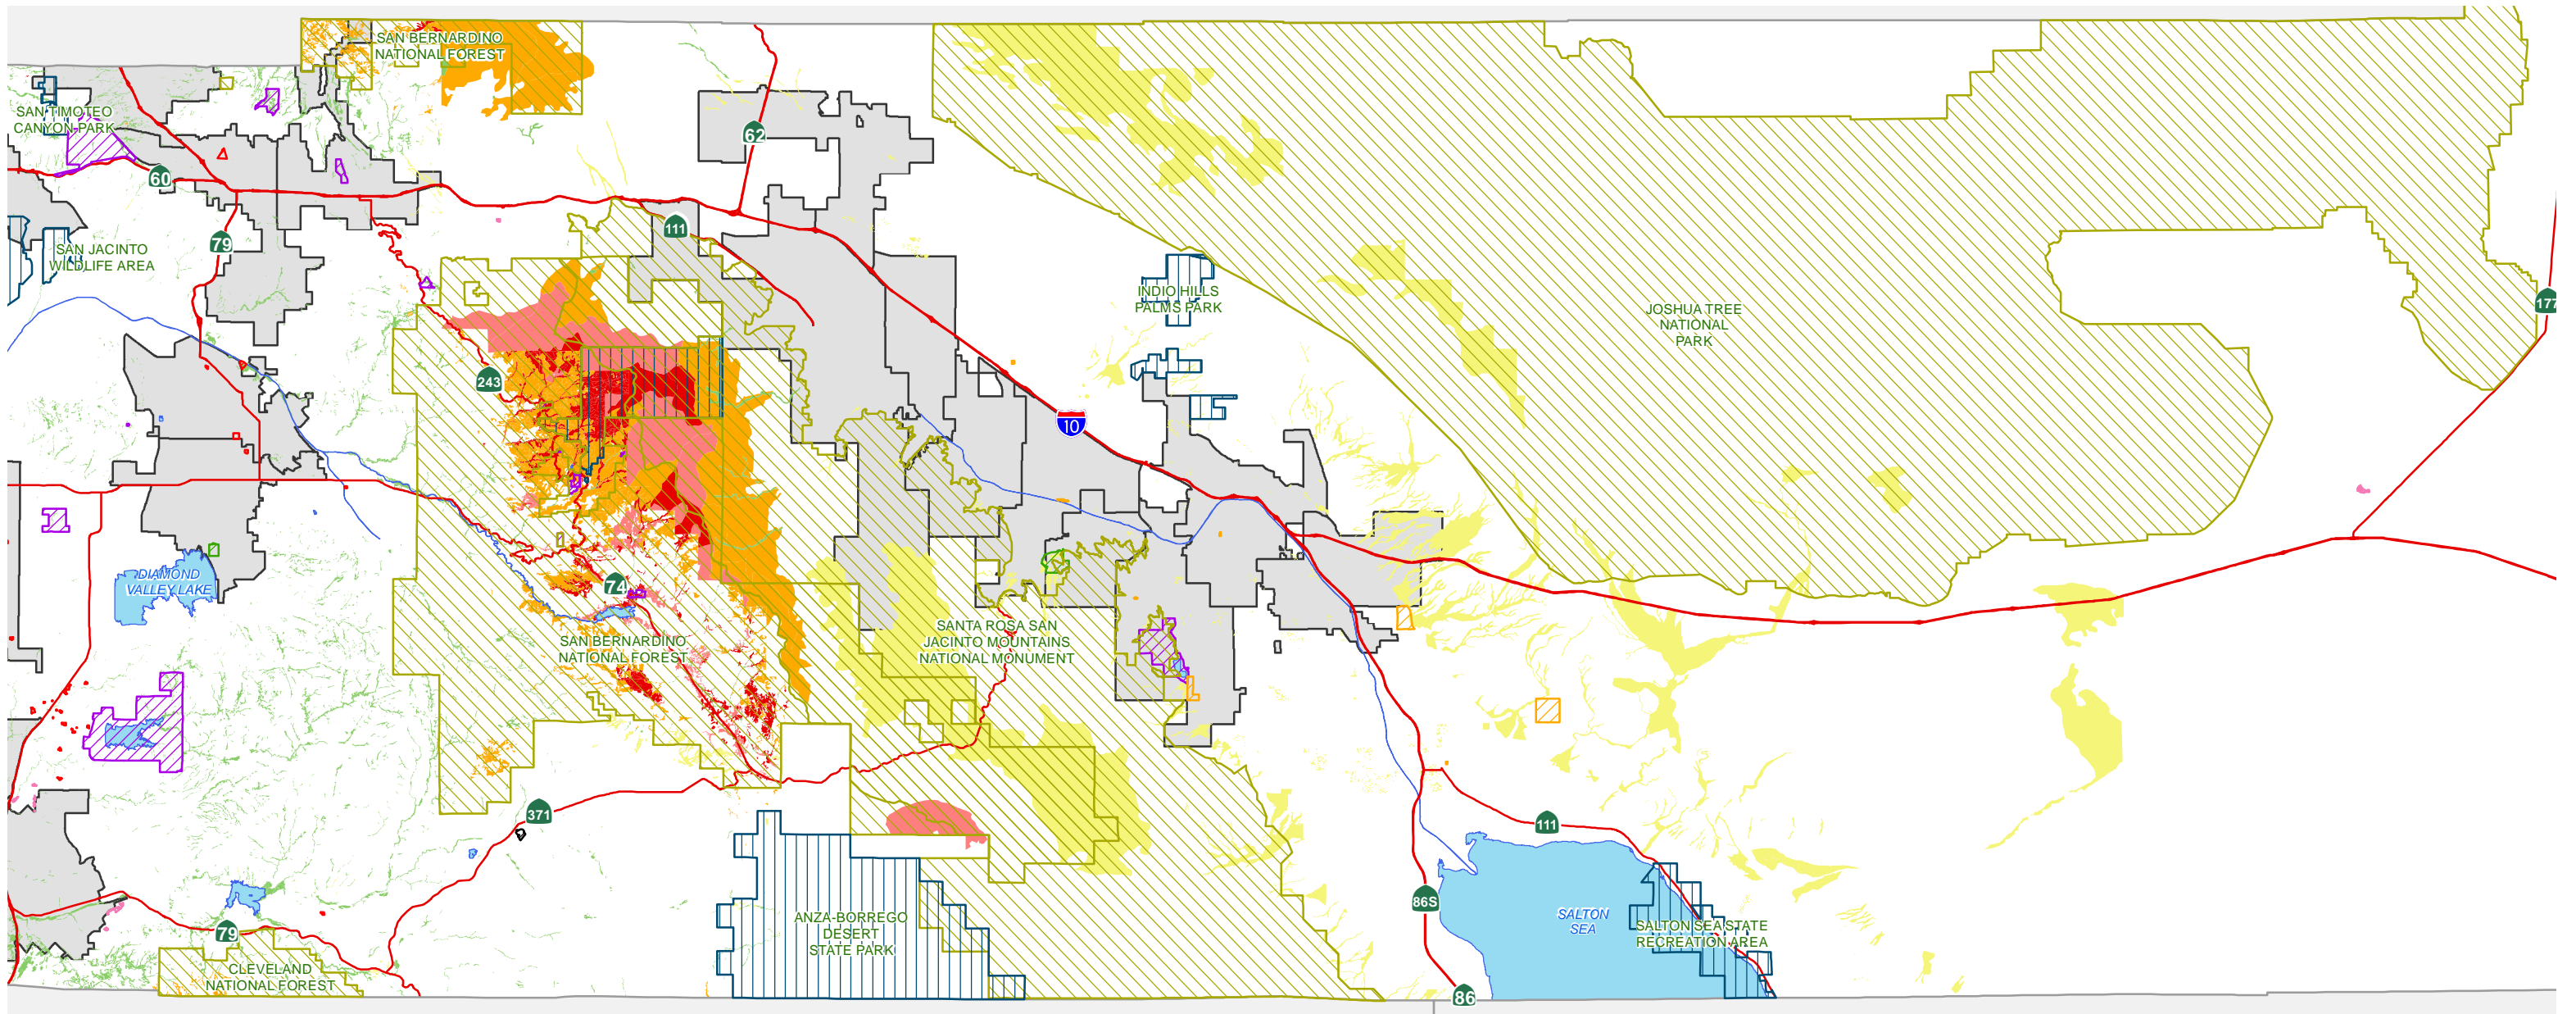 SAN BERNARDINO
NATIONAL FOREST
SAN TIMOTEO
CANYON PARK
62
60
111
79
SAN JACINTO
WILDLIFE AREA
INDIO HILLS
PALMS PARK
JOSHUA TREE
NATIONAL
PARK
177
243
10
DIAMOND
VALLEY LAKE
74
SAN BERNARDINO
NATIONAL FOREST
SANTA ROSA SAN
JACINTO MOUNTAINS
NATIONAL MONUMENT
371
111
86S
ANZA-BORREGO
DESERT
STATE PARK
SALTON
SEA
SALTON SEA STATE
RECREATION AREA
79
CLEVELAND
NATIONAL FOREST
86